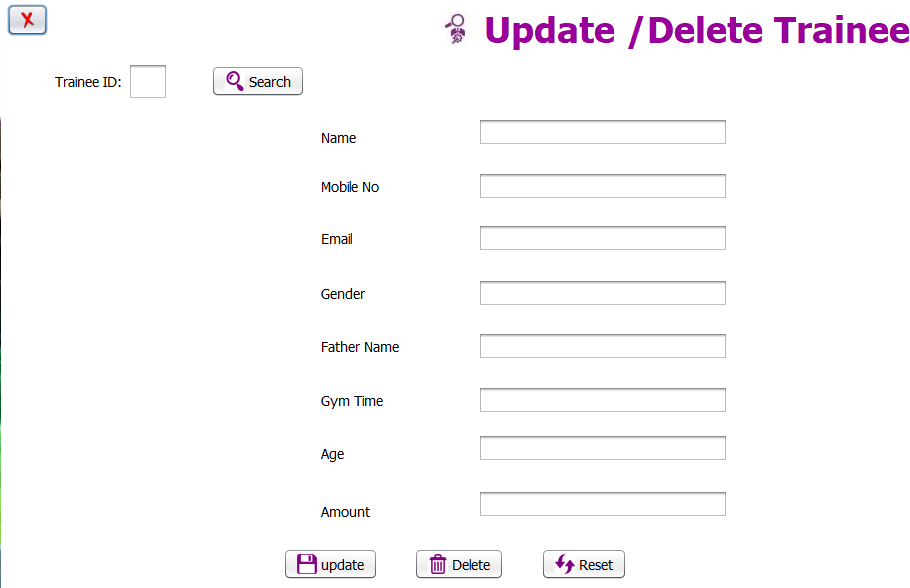 X
Update /Delete Trainee
Trainee ID: Search
Name
Mobile No
Email
Gender
Father Name
Gym Time
Age
Amount
update Delete Reset